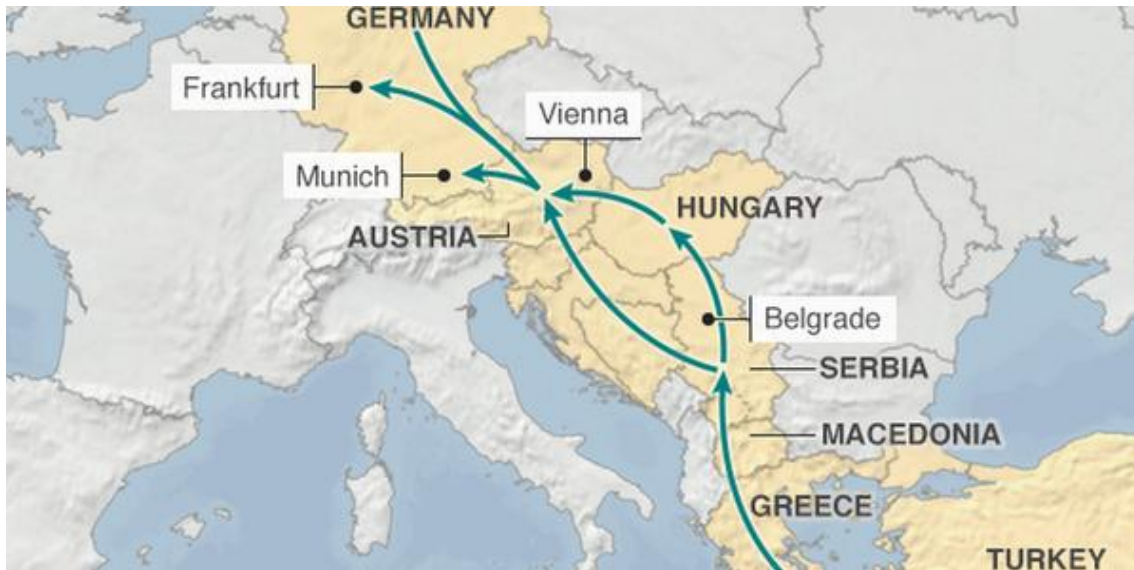 GERMANY
Frankfurt
Vienna
Munich
HUNGARY
AUSTRIA
Belgrade
SERBIA
MACEDONIA
GREECE
TURKEY